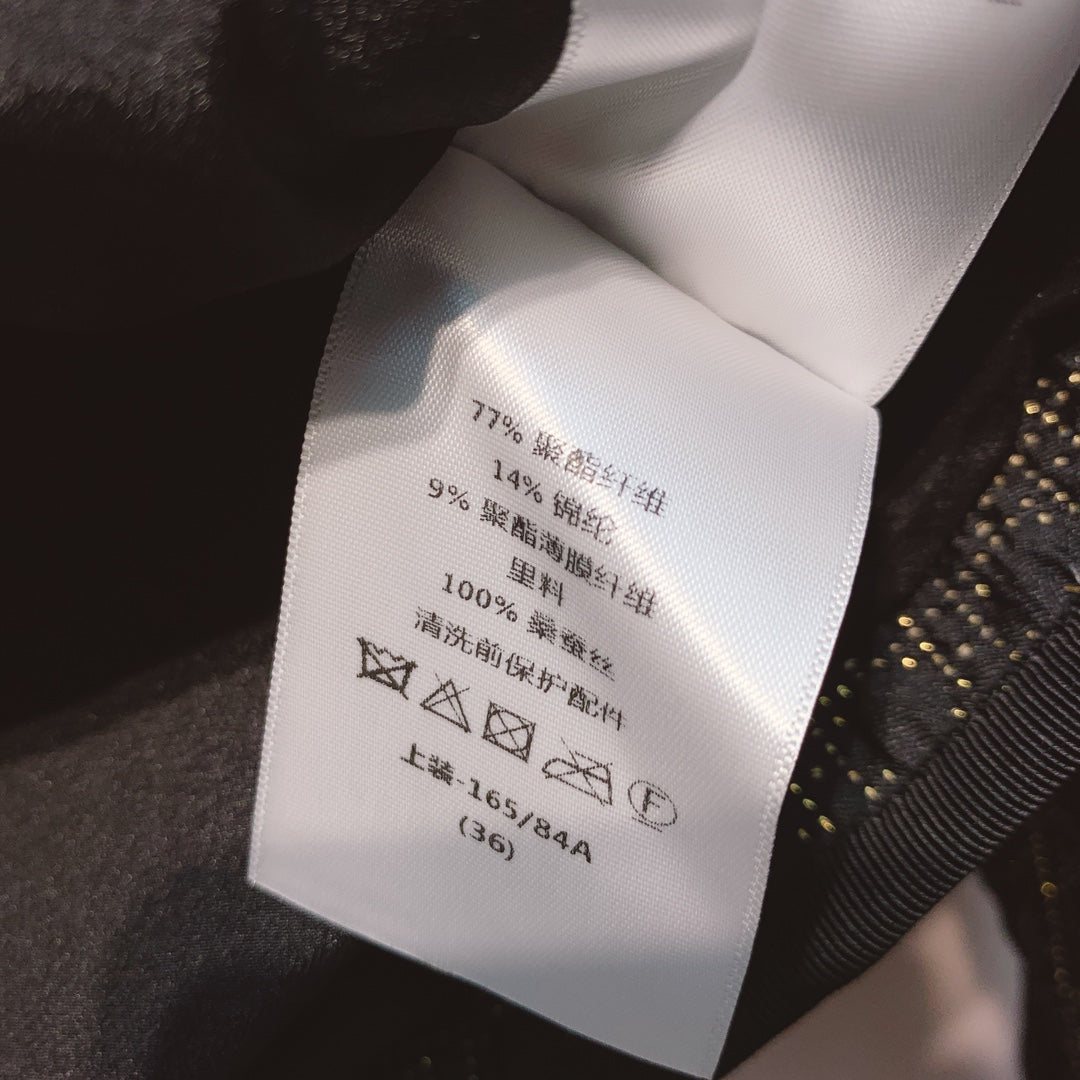 77% 聚酯纤维
14% 锦纶
9% 聚酯薄膜纤维
里料
100% 桑蚕丝
清洗前保护配件
F
上装-165/84A
(36)